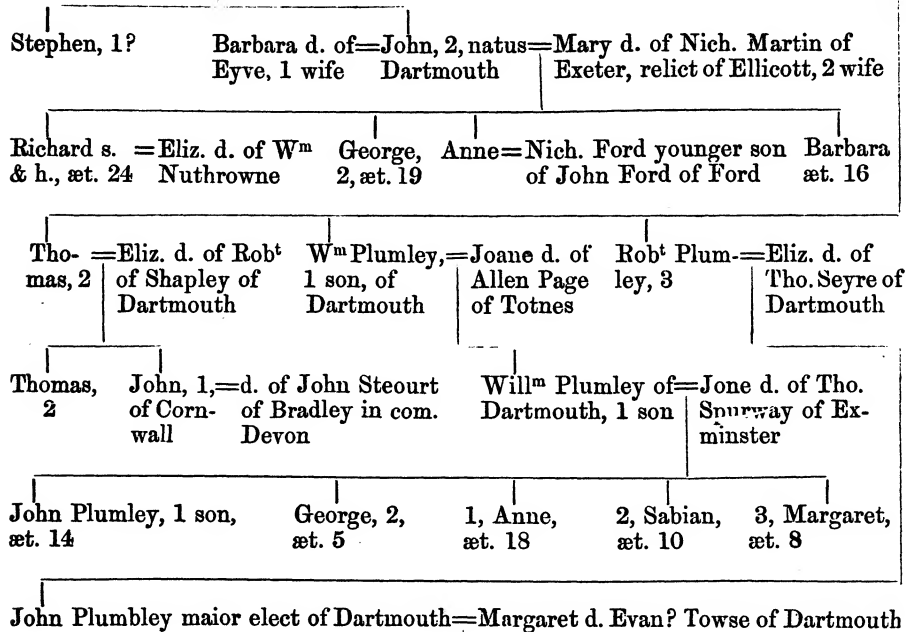 Stephen, 1? Barbara d. of=John, 2, natus=Mary d. of Nich. Martin of
Eyve, 1 wife Dartmouth Exeter, relict of Ellicott, 2 wife
Richard s. =Eliz. d. of Wm George, Anne=Nich. Ford younger son Barbara
& h., æt. 24 Nuthrowne 2, æt. 19 of John Ford of Ford æt. 16
Tho- =Eliz. d. of Robt Wm Plumley,=Joane d. of Robt Plum-=Eliz. d. of
mas, 2 of Shapley of 1 son, of Allen Page ley, 3 Tho. Seyre of
Dartmouth Dartmouth of Totnes Dartmouth
Thomas, John, 1,=d. of John Steourt Willm Plumley of=Jone d. of Tho.
2 of Corn- of Bradley in com. Dartmouth, 1 son Spurway of Ex-
wall Devon minster
John Plumley, 1 son, George, 2, 1, Anne, 2, Sabian, 3, Margaret,
æt. 14 æt. 5 æt. 18 æt. 10 æt. 8
John Plumbley maior elect of Dartmouth=Margaret d. Evan? Towse of Dartmouth